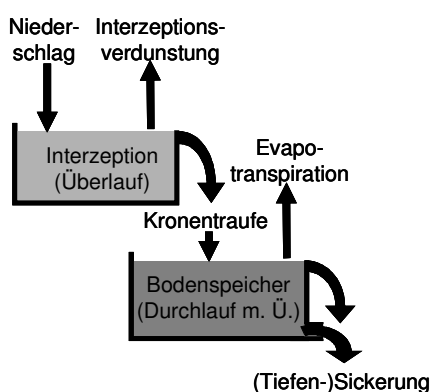 Nieder-
schlag
Interzeptions-
verdunstung
Interzeption
(Überlauf)
Evapo-
transpiration
Kronentraufe
Bodenspeicher
(Durchlauf m. Ü.)
(Tiefen-)Sickerung